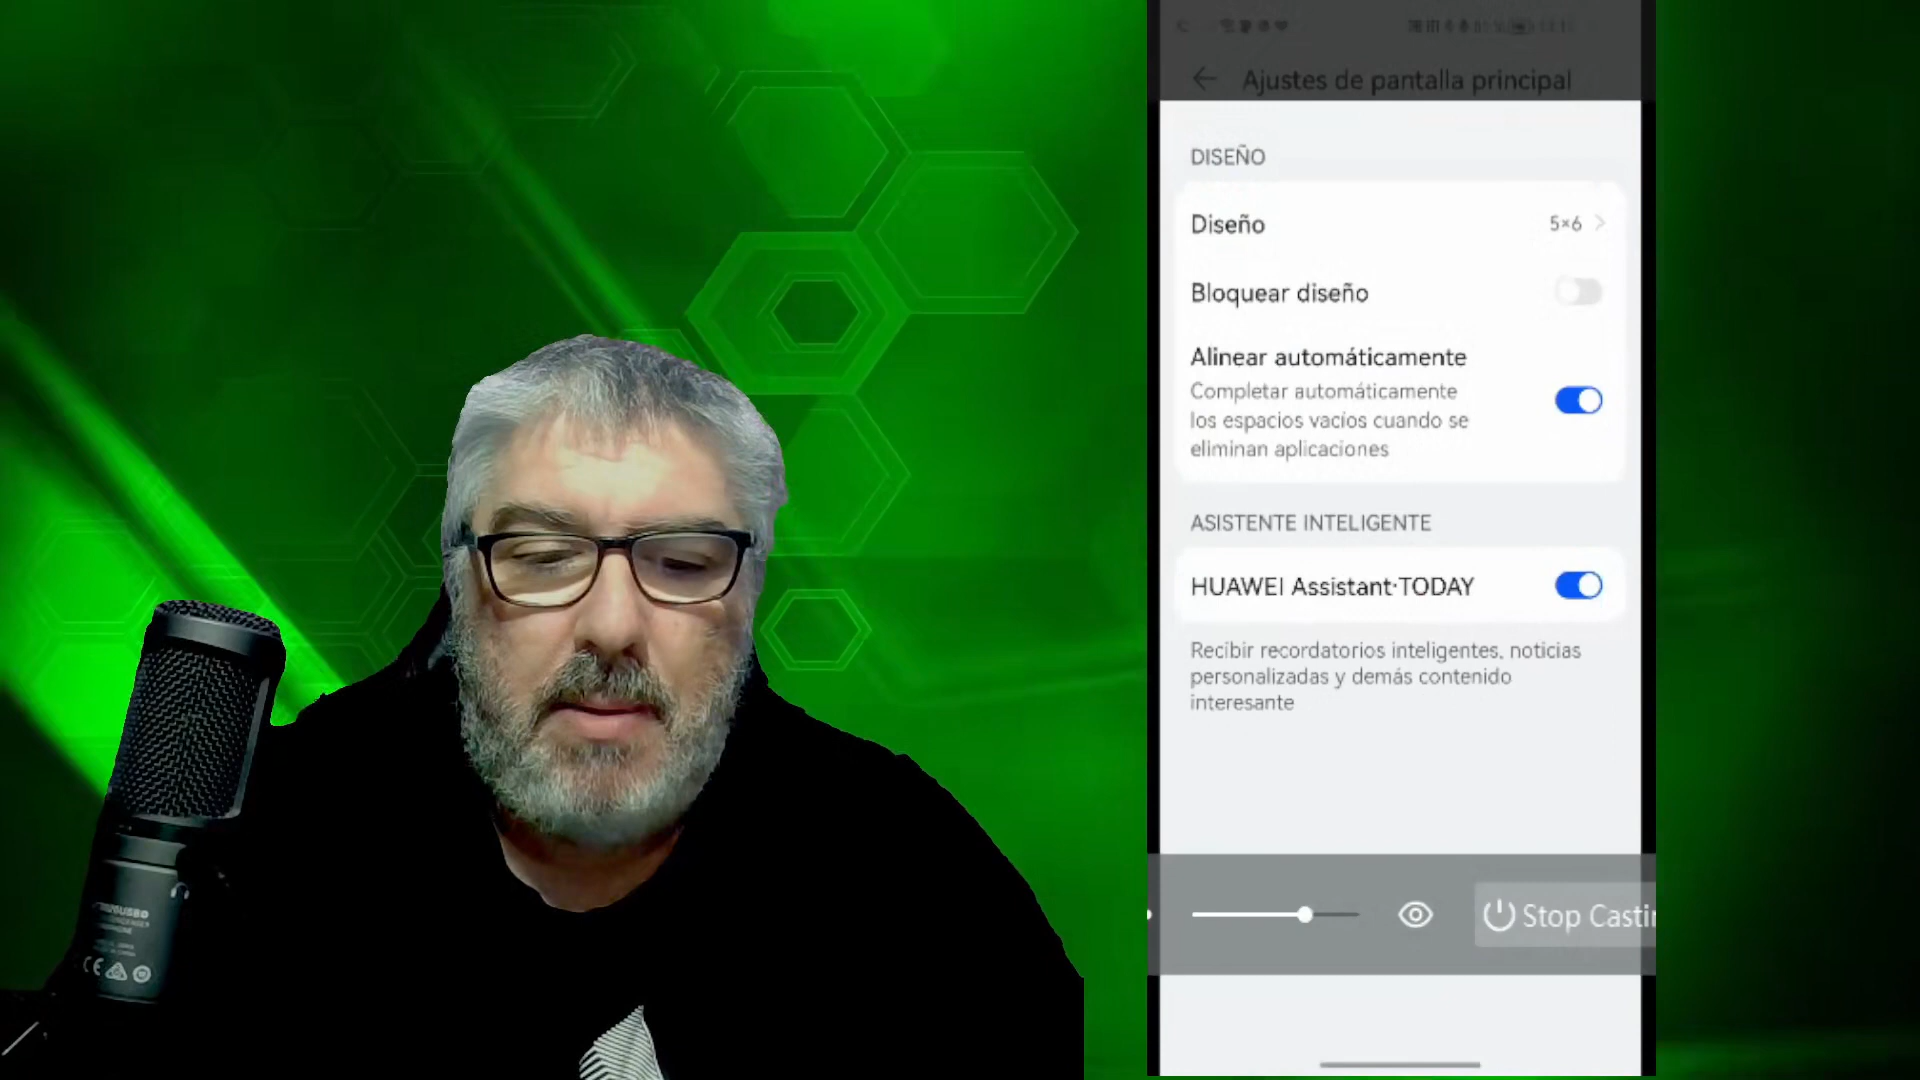 Ajustes de pantalla principal
DISEÑO
Diseño
5×6
Bloquear diseño
Alinear automáticamente
Completar automáticamente
los espacios vacíos cuando se
eliminan aplicaciones
ASISTENTE INTELIGENTE
HUAWEI Assistant·TODAY
Recibir recordatorios inteligentes, noticias
personalizadas y demás contenido
interesante
Stop Casti